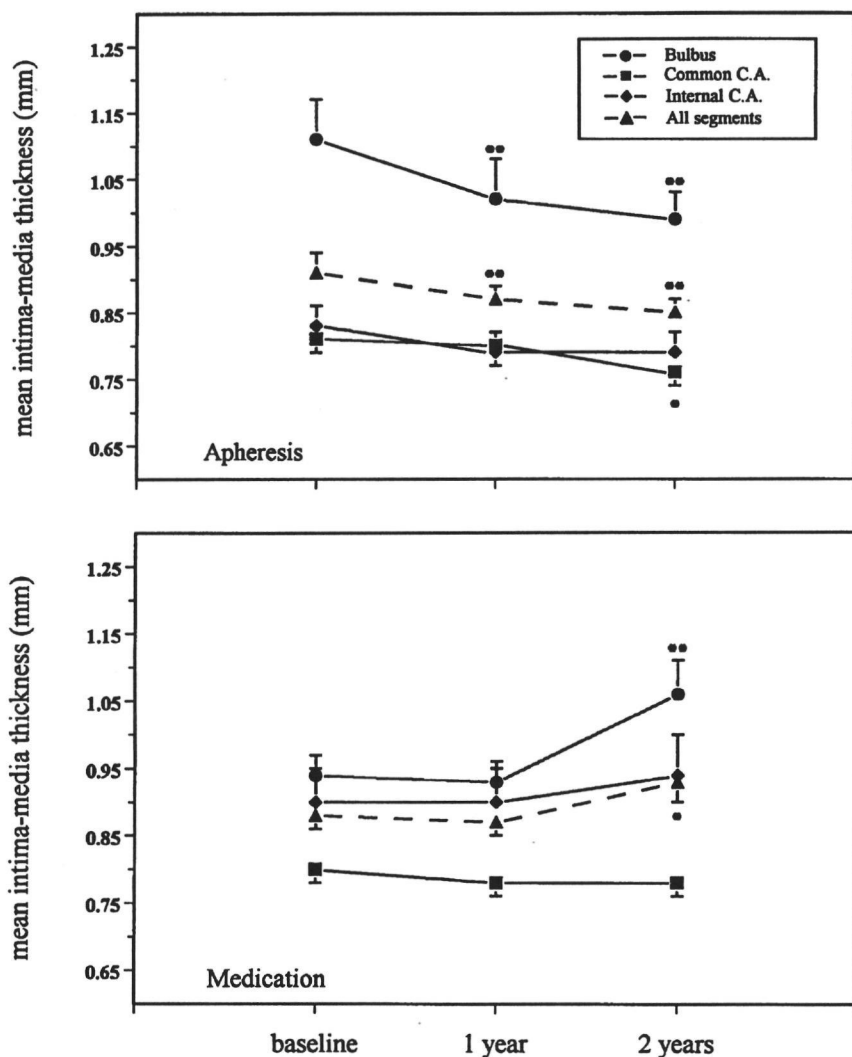 mean intima-media thickness (mm)
1.25
1.15
1.05
0.95
0.85
0.75
0.65
Bulbus
Common C.A.
Internal C.A.
All segments
**
**
**
**
*
Apheresis
mean intima-media thickness (mm)
1.25
1.15
1.05
0.95
0.85
0.75
0.65
**
*
Medication
baseline 1 year 2 years